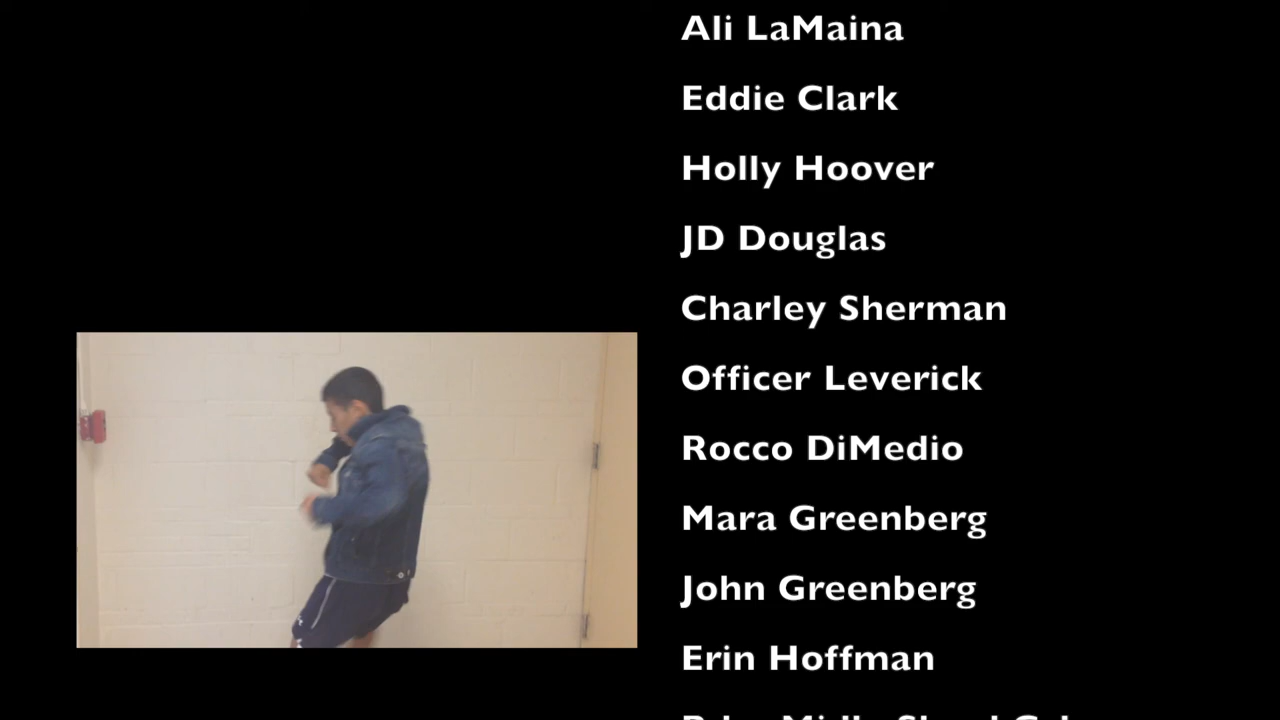 Ali LaMaina
Eddie Clark
Holly Hoover
JD Douglas
Charley Sherman
Officer Leverick
Rocco DiMedio
Mara Greenberg
John Greenberg
Erin Hoffman